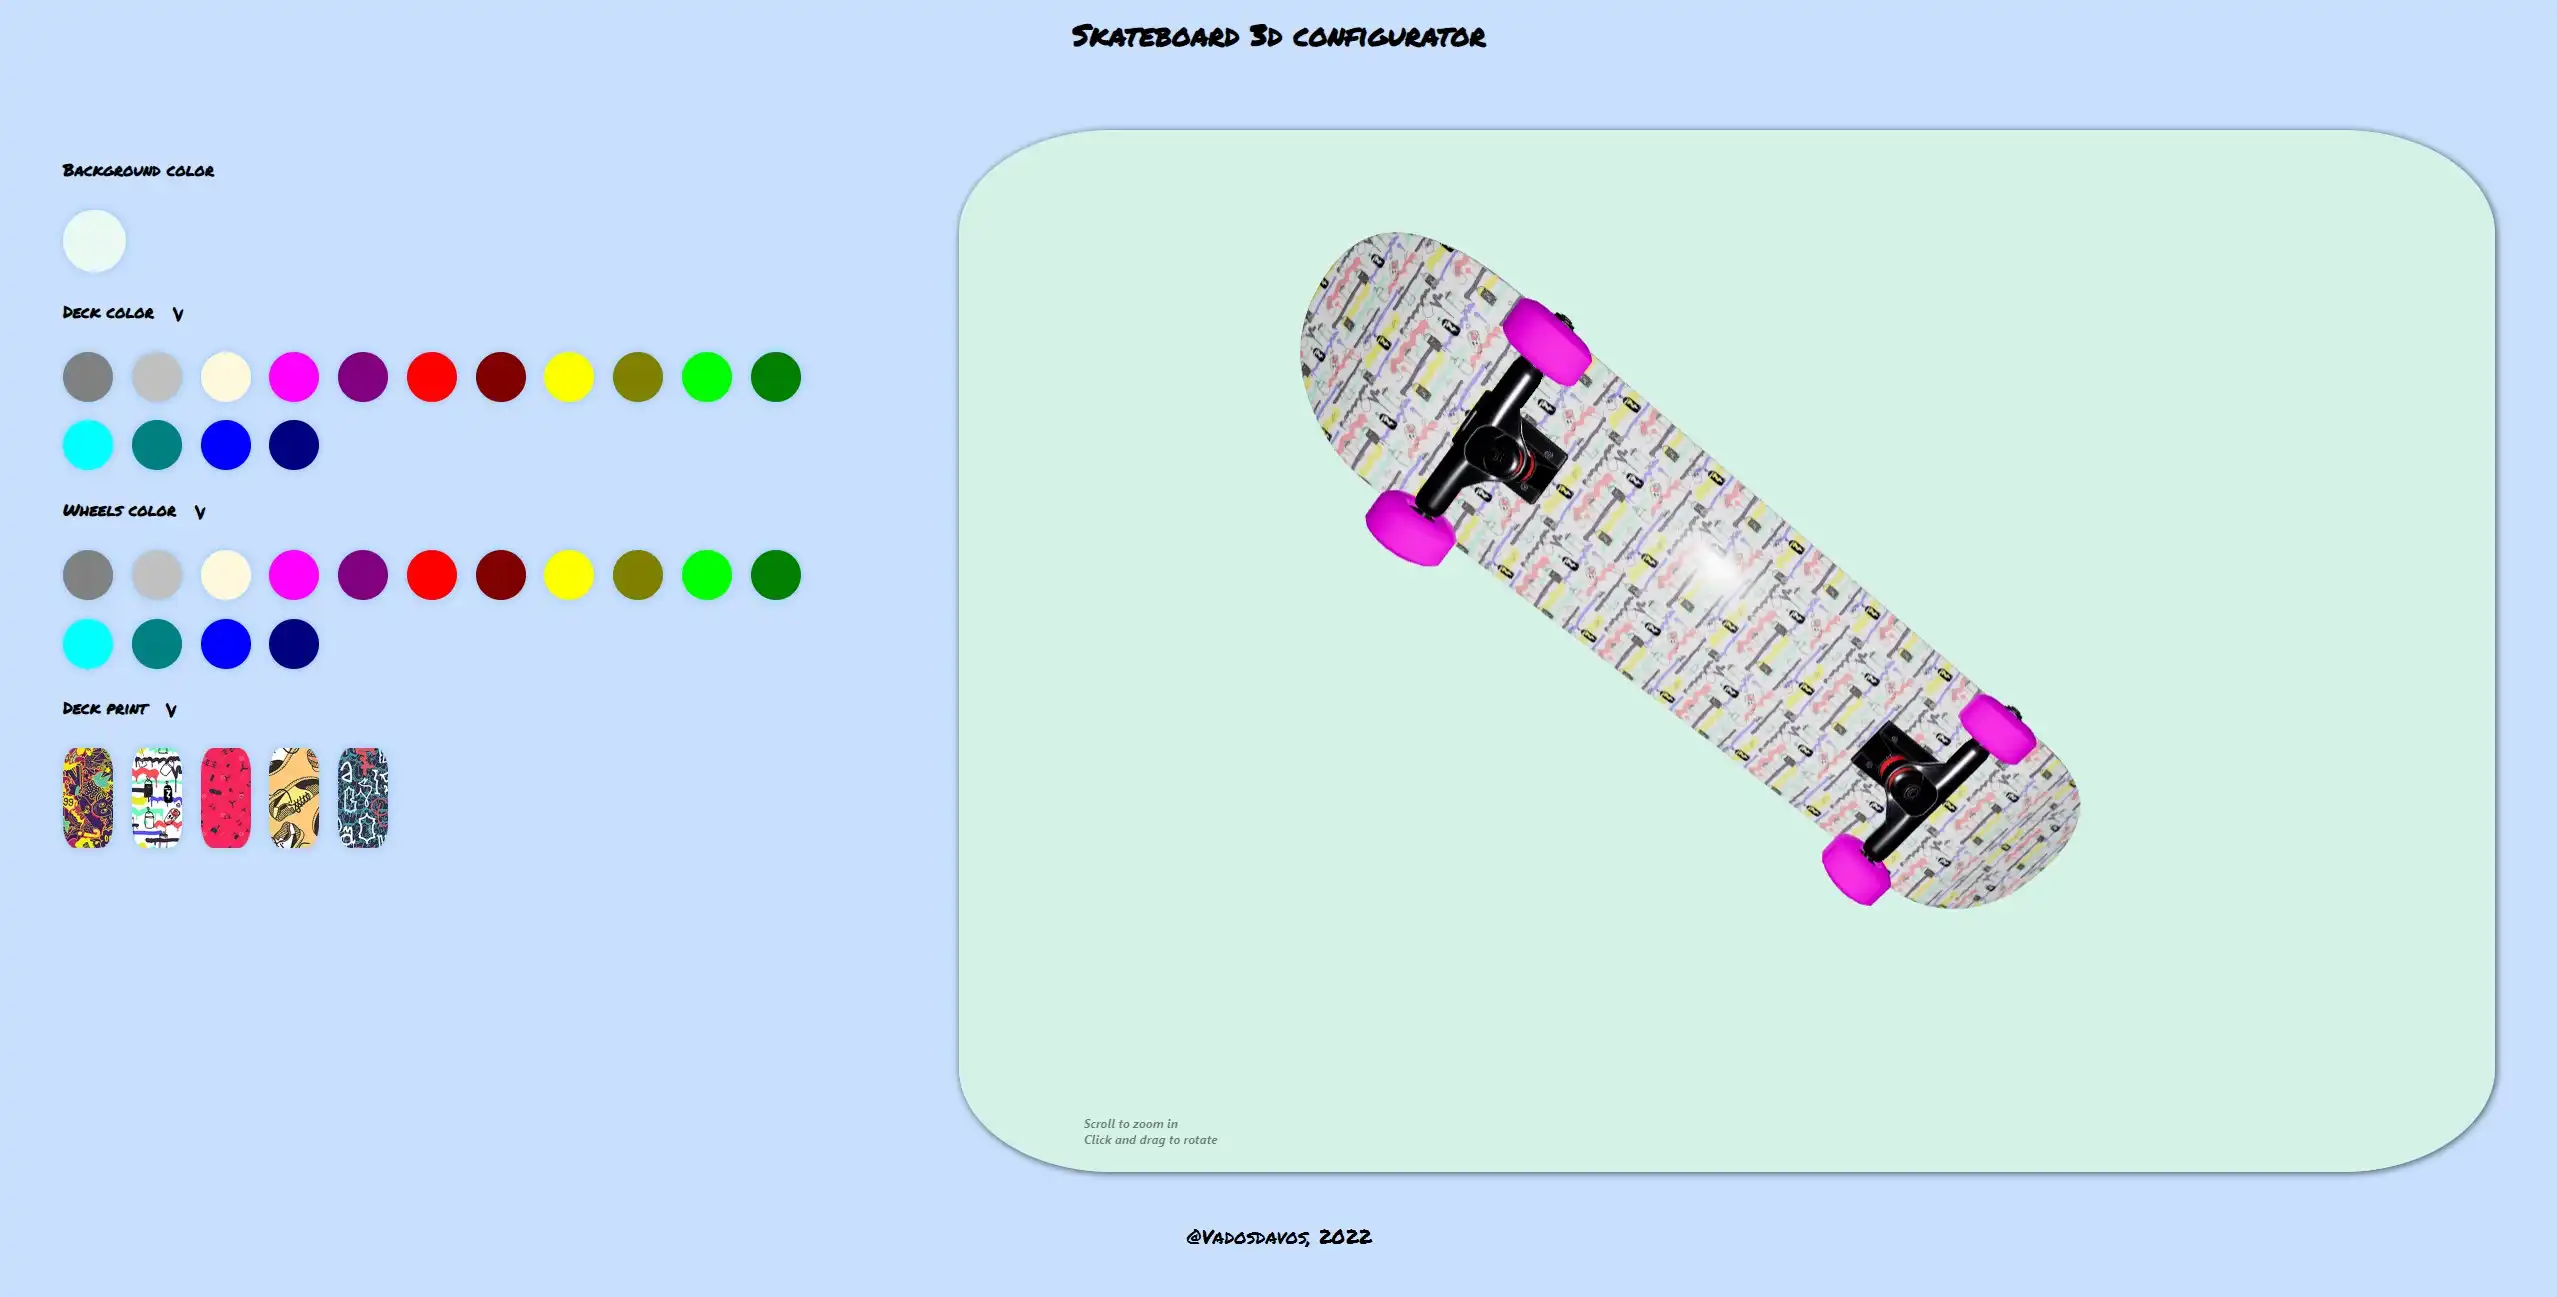 Skateboard 3d configurator
Background color
Deck color V
Wheels color V
Deck print V
Scroll to zoom in
Click and drag to rotate
@Vadosdavos, 2022